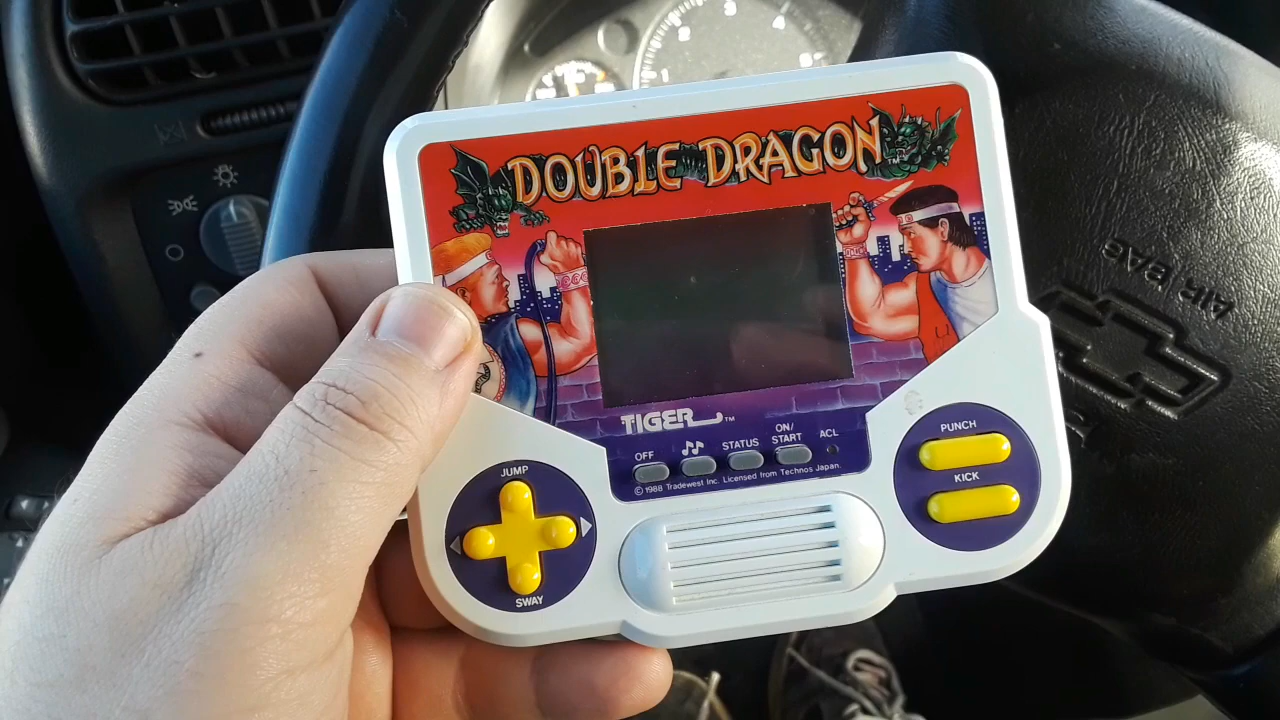 DOUBLE DRAGON
TIGER™
OFF
STATUS
ON/
START
ACL
© 1988 Tradewest Inc. Licensed from Technos Japan.
JUMP
SWAY
PUNCH
KICK
AIR BAG